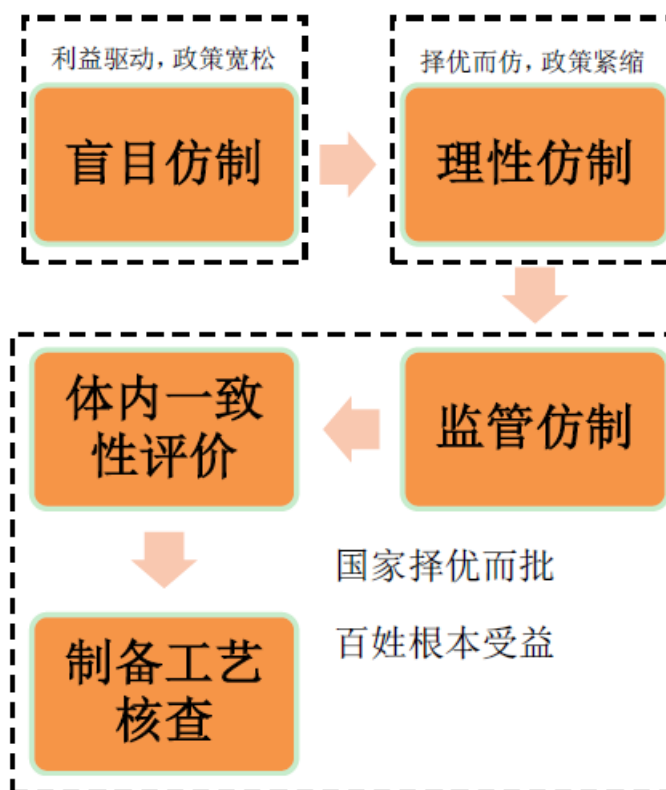 利益驱动，政策宽松
盲目仿制
择优而仿，政策紧缩
理性仿制
体内一致
性评价
监管仿制
国家择优而批
百姓根本受益
制备工艺
核查